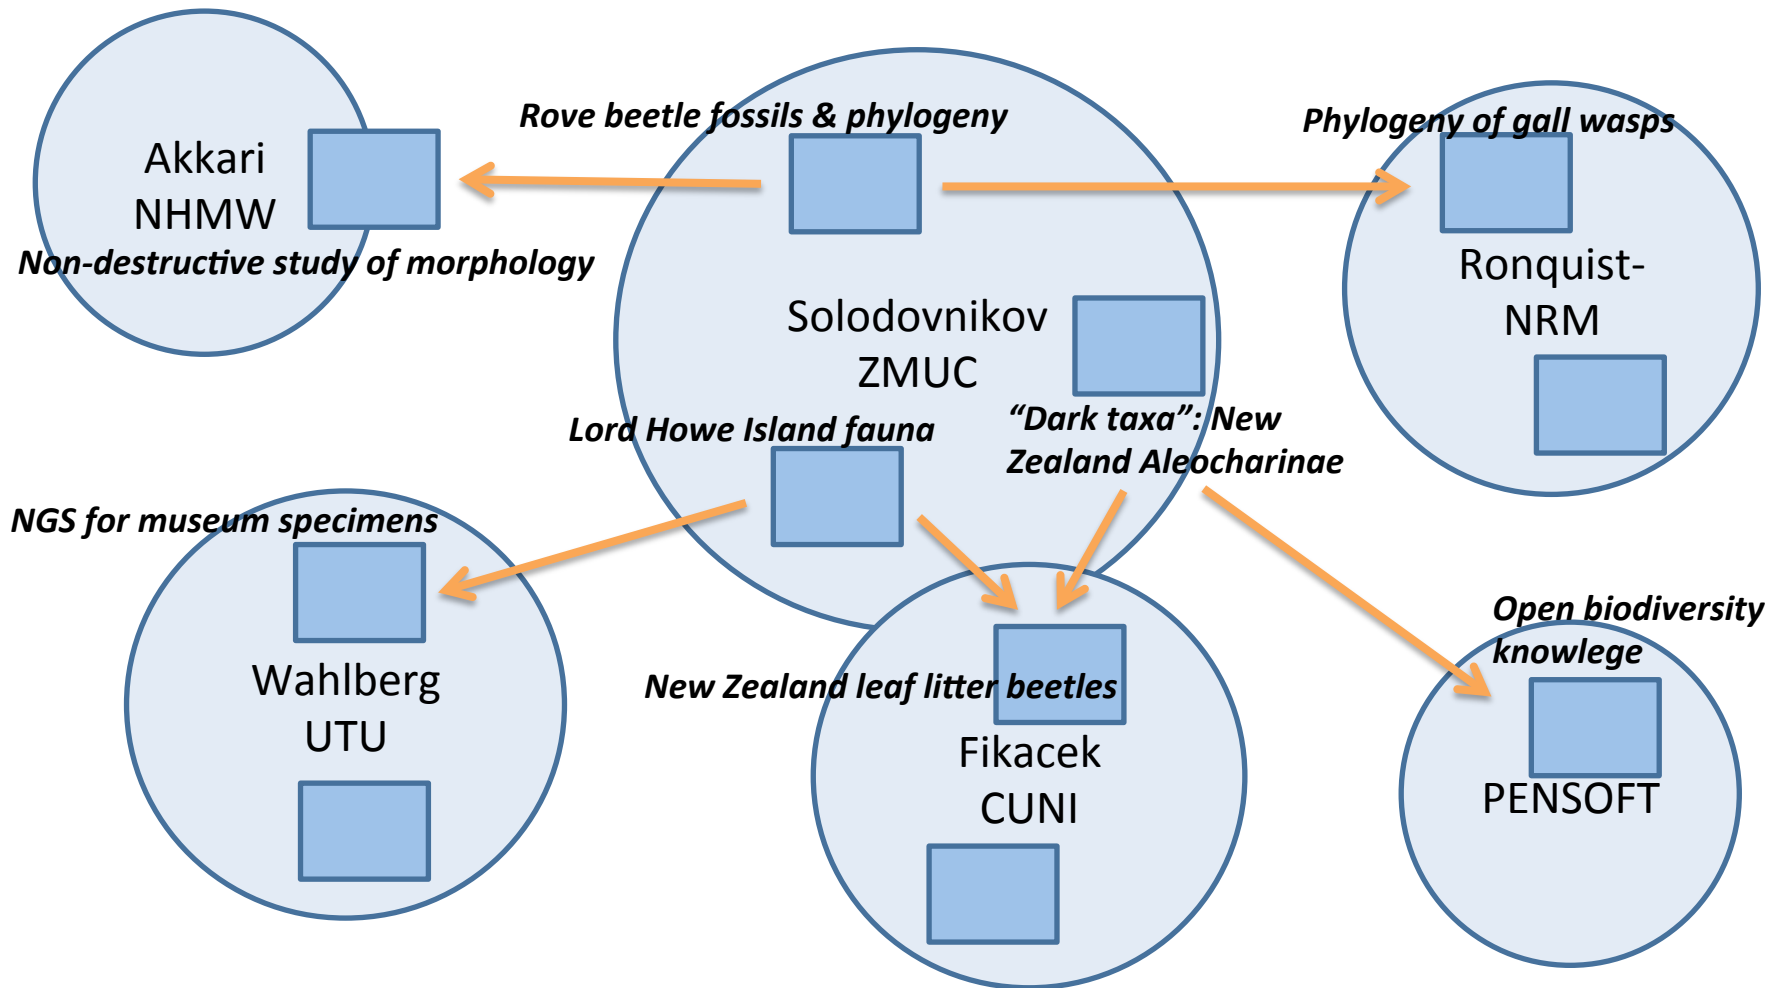 Rove beetle fossils & phylogeny
Phylogeny of gall wasps
Akkari
NHMW
Non-destructive study of morphology
Ronquist-
NRM
Solodovnikov
ZMUC
Lord Howe Island fauna
“Dark taxa”: New
Zealand Aleocharinae
NGS for museum specimens
Open biodiversity
knowlege
Wahlberg
UTU
New Zealand leaf litter beetles
Fikacek
CUNI
PENSOFT